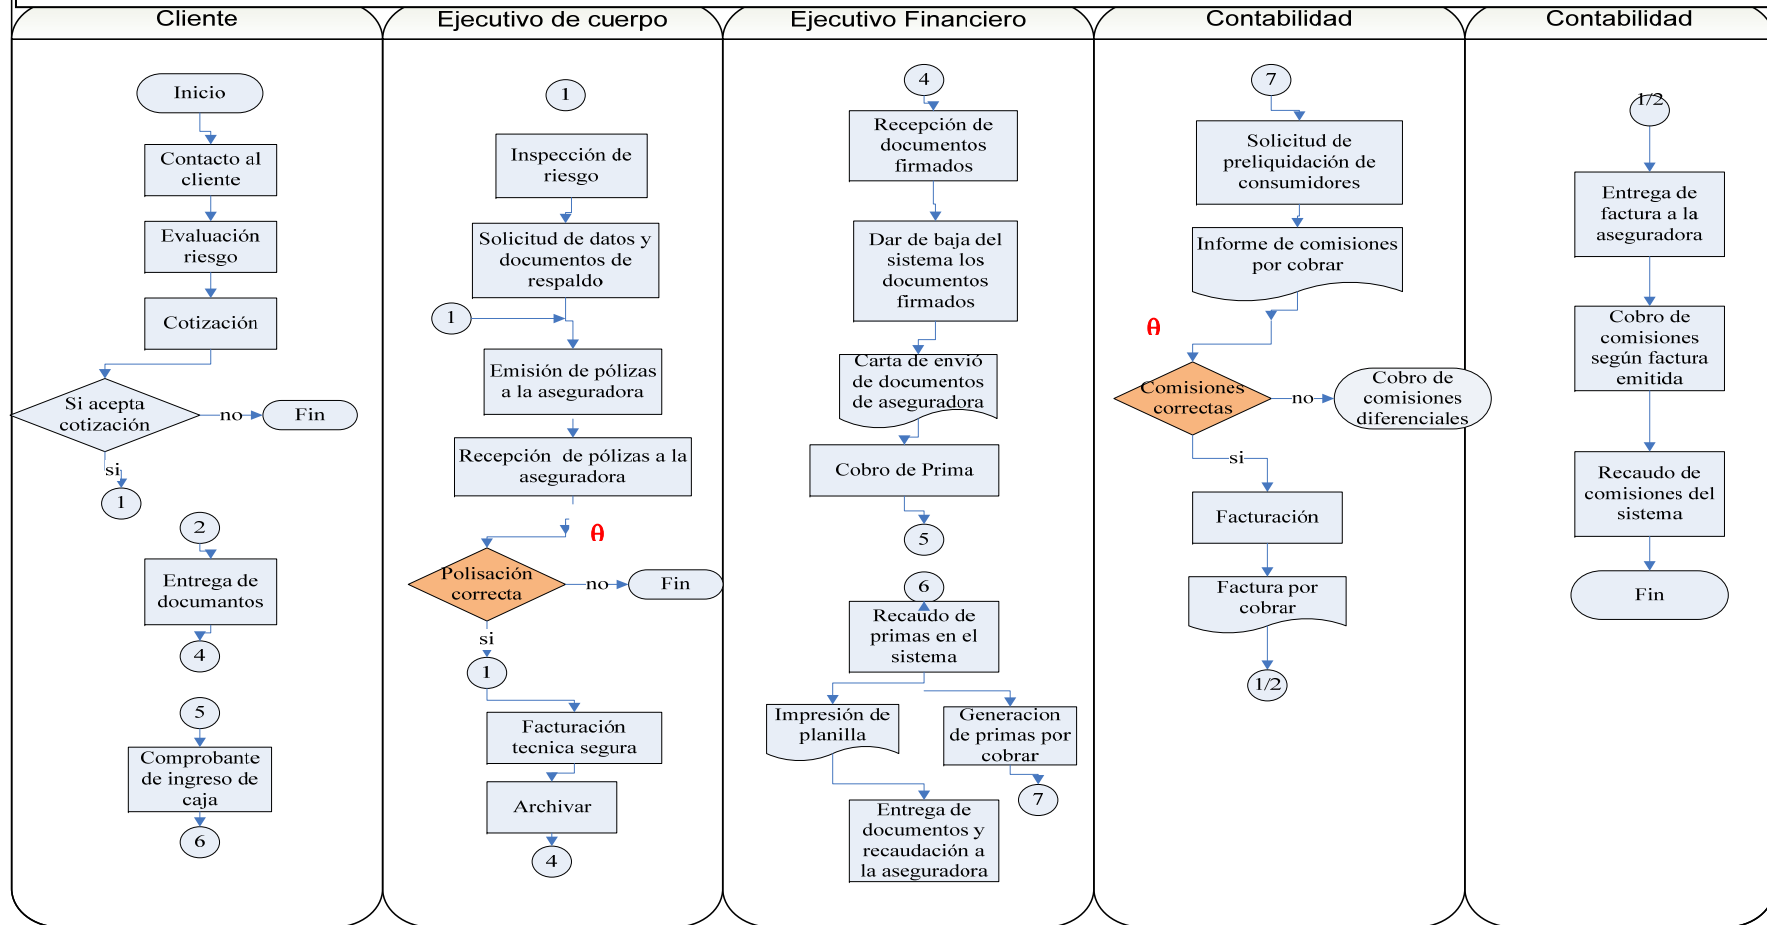 Cliente
Inicio
Contacto al
cliente
Evaluación
riesgo
Cotización
Si acepta
cotización
no
Fin
si
1
2
Entrega de
documantos
4
5
Comprobante
de ingreso de
caja
6
Ejecutivo de cuerpo
1
Inspección de
riesgo
Solicitud de datos y
documentos de
respaldo
1
Emisión de pólizas
a la aseguradora
Recepción de pólizas a la
aseguradora
θ
Polisación
correcta
no
Fin
si
1
Facturación
tecnica segura
Archivar
4
Ejecutivo Financiero
4
Recepción de
documentos
firmados
Dar de baja del
sistema los
documentos
firmados
Carta de envió
de documentos
de aseguradora
Cobro de Prima
5
6
Recaudo de
primas en el
sistema
Impresión de
planilla
Generacion
de primas por
cobrar
7
Entrega de
documentos y
recaudación a
la aseguradora
Contabilidad
7
Solicitud de
preliquidación de
consumidores
Informe de comisiones
por cobrar
θ
Comisiones
correctas
no
Cobro de
comisiones
diferenciales
si
Facturación
Factura por
cobrar
1/2
Contabilidad
1/2
Entrega de
factura a la
aseguradora
Cobro de
comisiones
según factura
emitida
Recaudo de
comisiones del
sistema
Fin